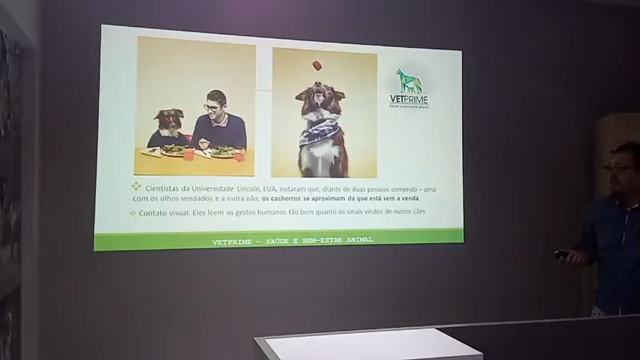 VETPRIME
Cientistas da Universidade Lincoln, EUA, notaram que, diante de duas pessoas comendo – uma
com os olhos vendados e a outra não, os cachorros se aproximam da que está sem a venda.
Contato visual. Eles leem os gestos humanos tão bem quanto os sinais vindos de outros cães
VETPRIME – SAÚDE E BEM-ESTAR ANIMAL